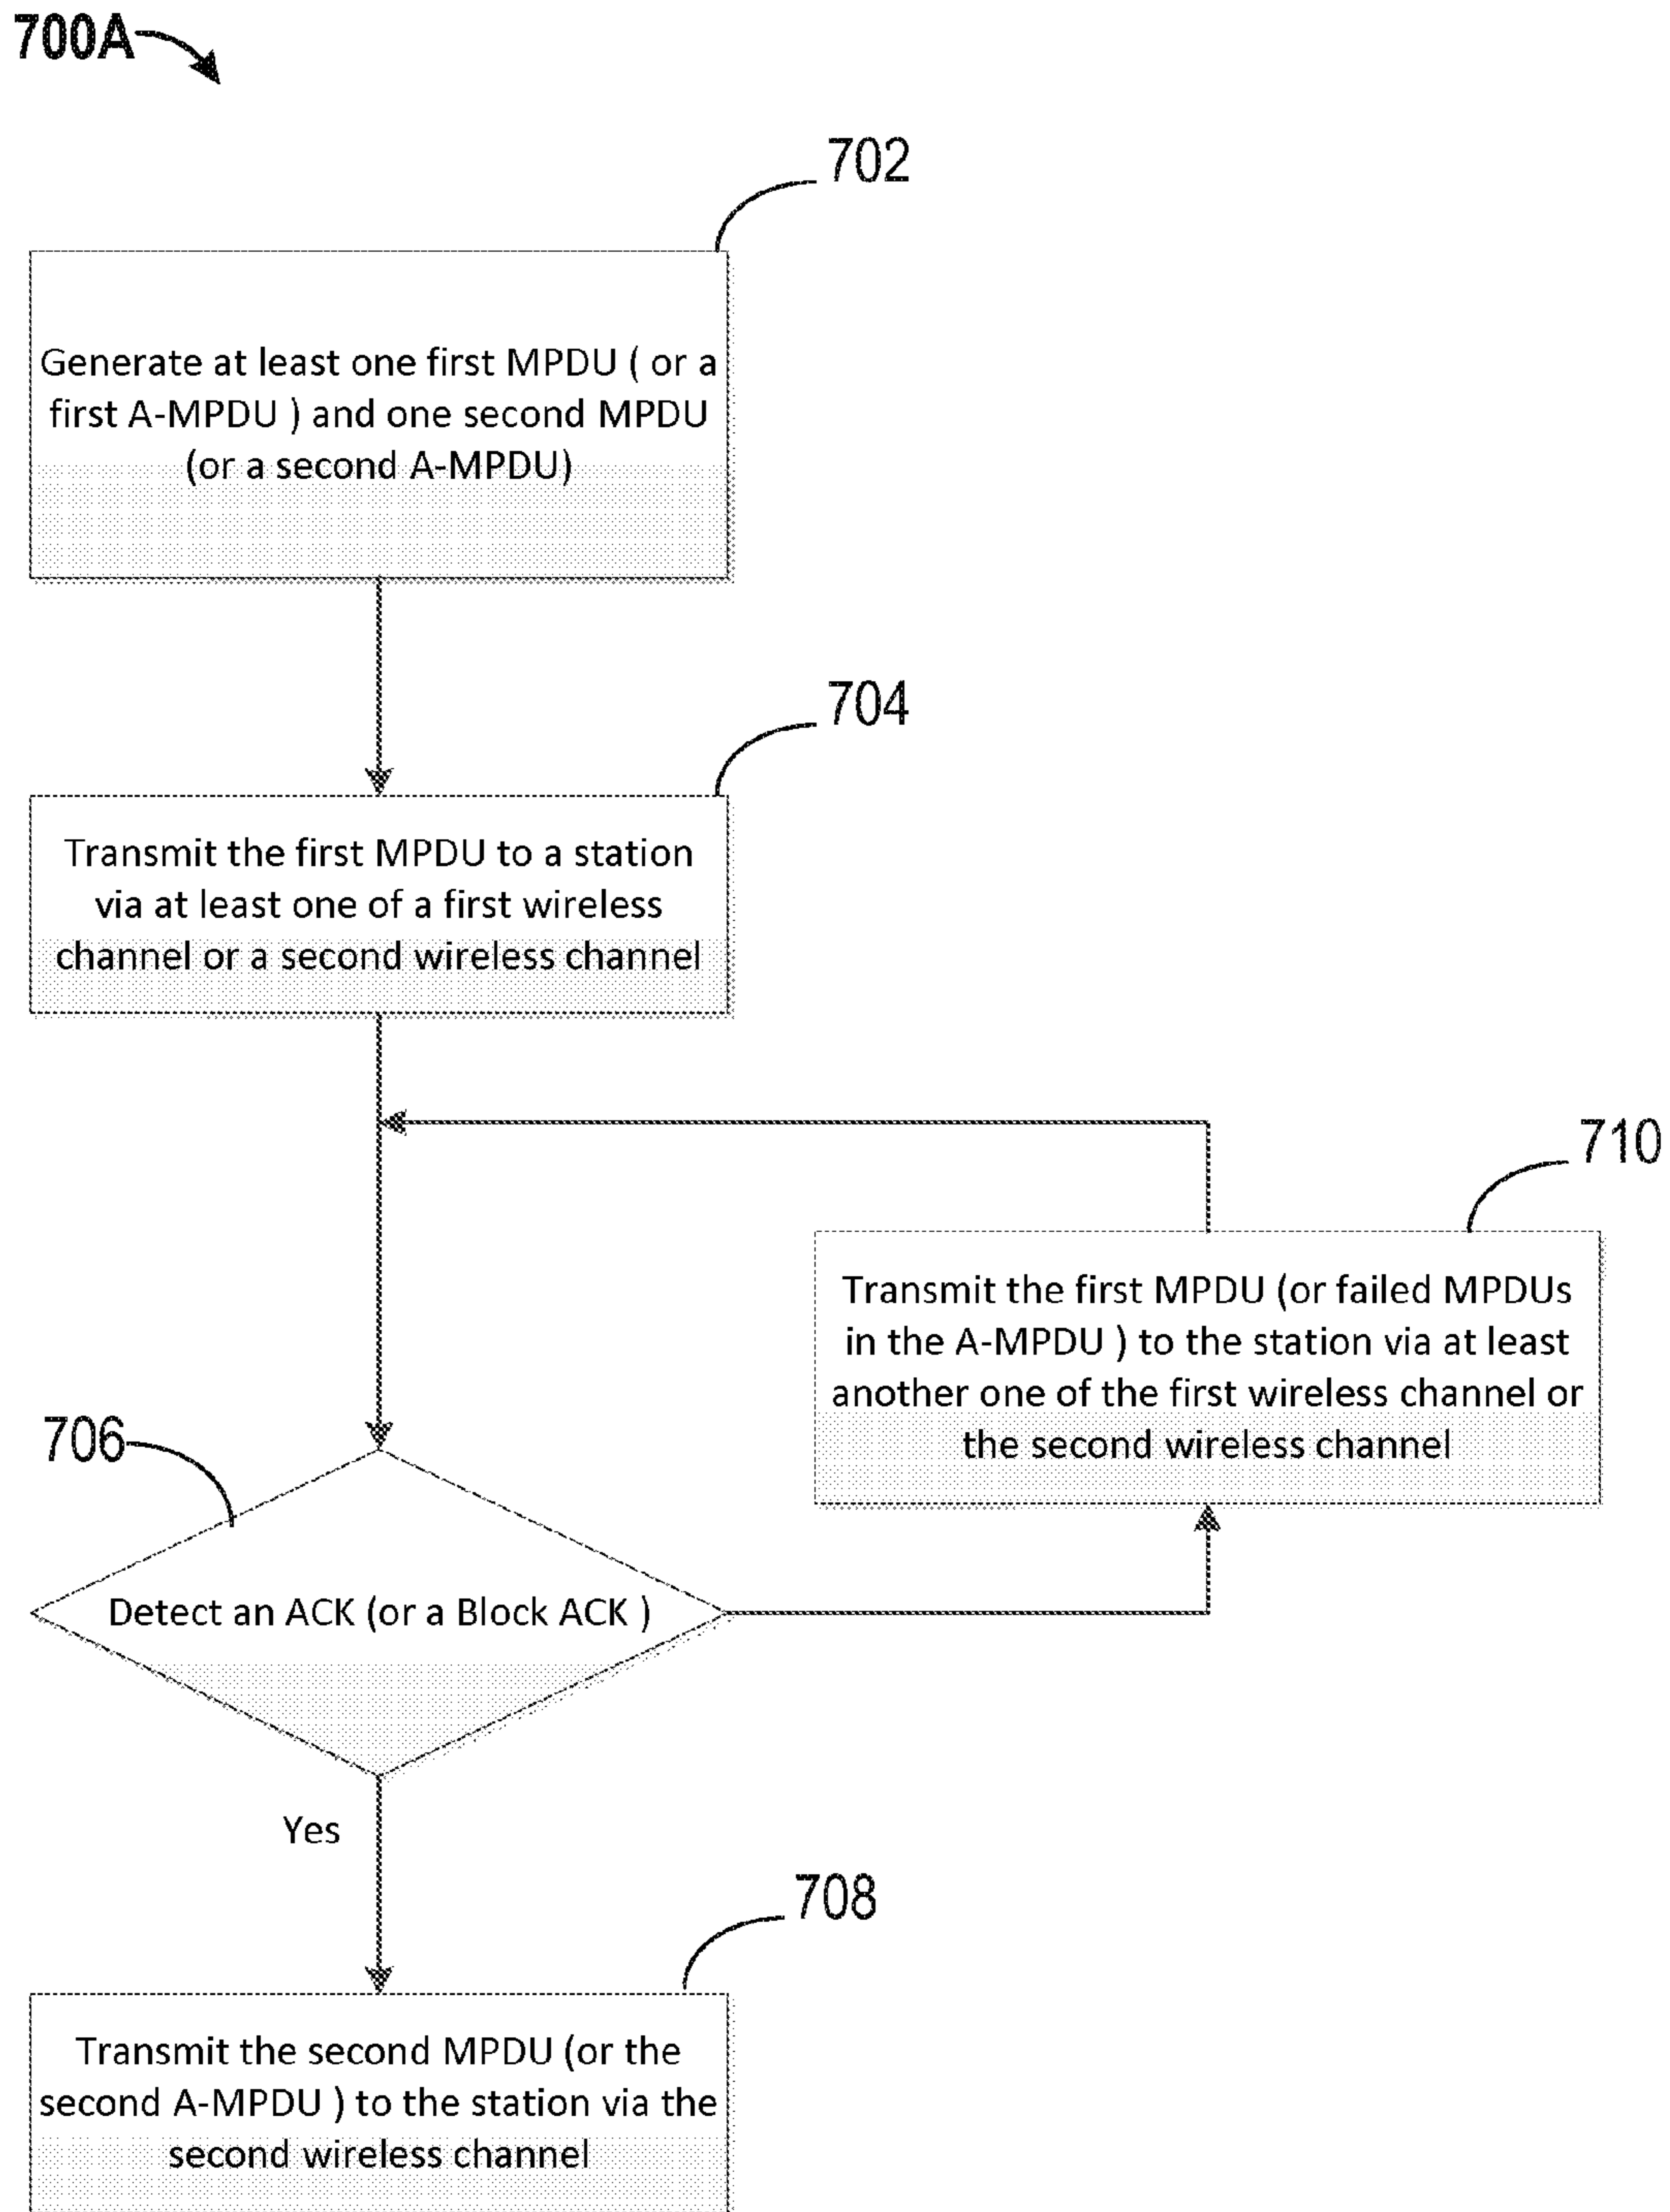 700A
702
Generate at least one first MPDU ( or a
first A-MPDU ) and one second MPDU
(or a second A-MPDU)
704
Transmit the first MPDU to a station
via at least one of a first wireless
channel or a second wireless channel
710
Transmit the first MPDU (or failed MPDUs
in the A-MPDU ) to the station via at least
another one of the first wireless channel or
the second wireless channel
706
Detect an ACK (or a Block ACK )
Yes
708
Transmit the second MPDU (or the
second A-MPDU ) to the station via the
second wireless channel